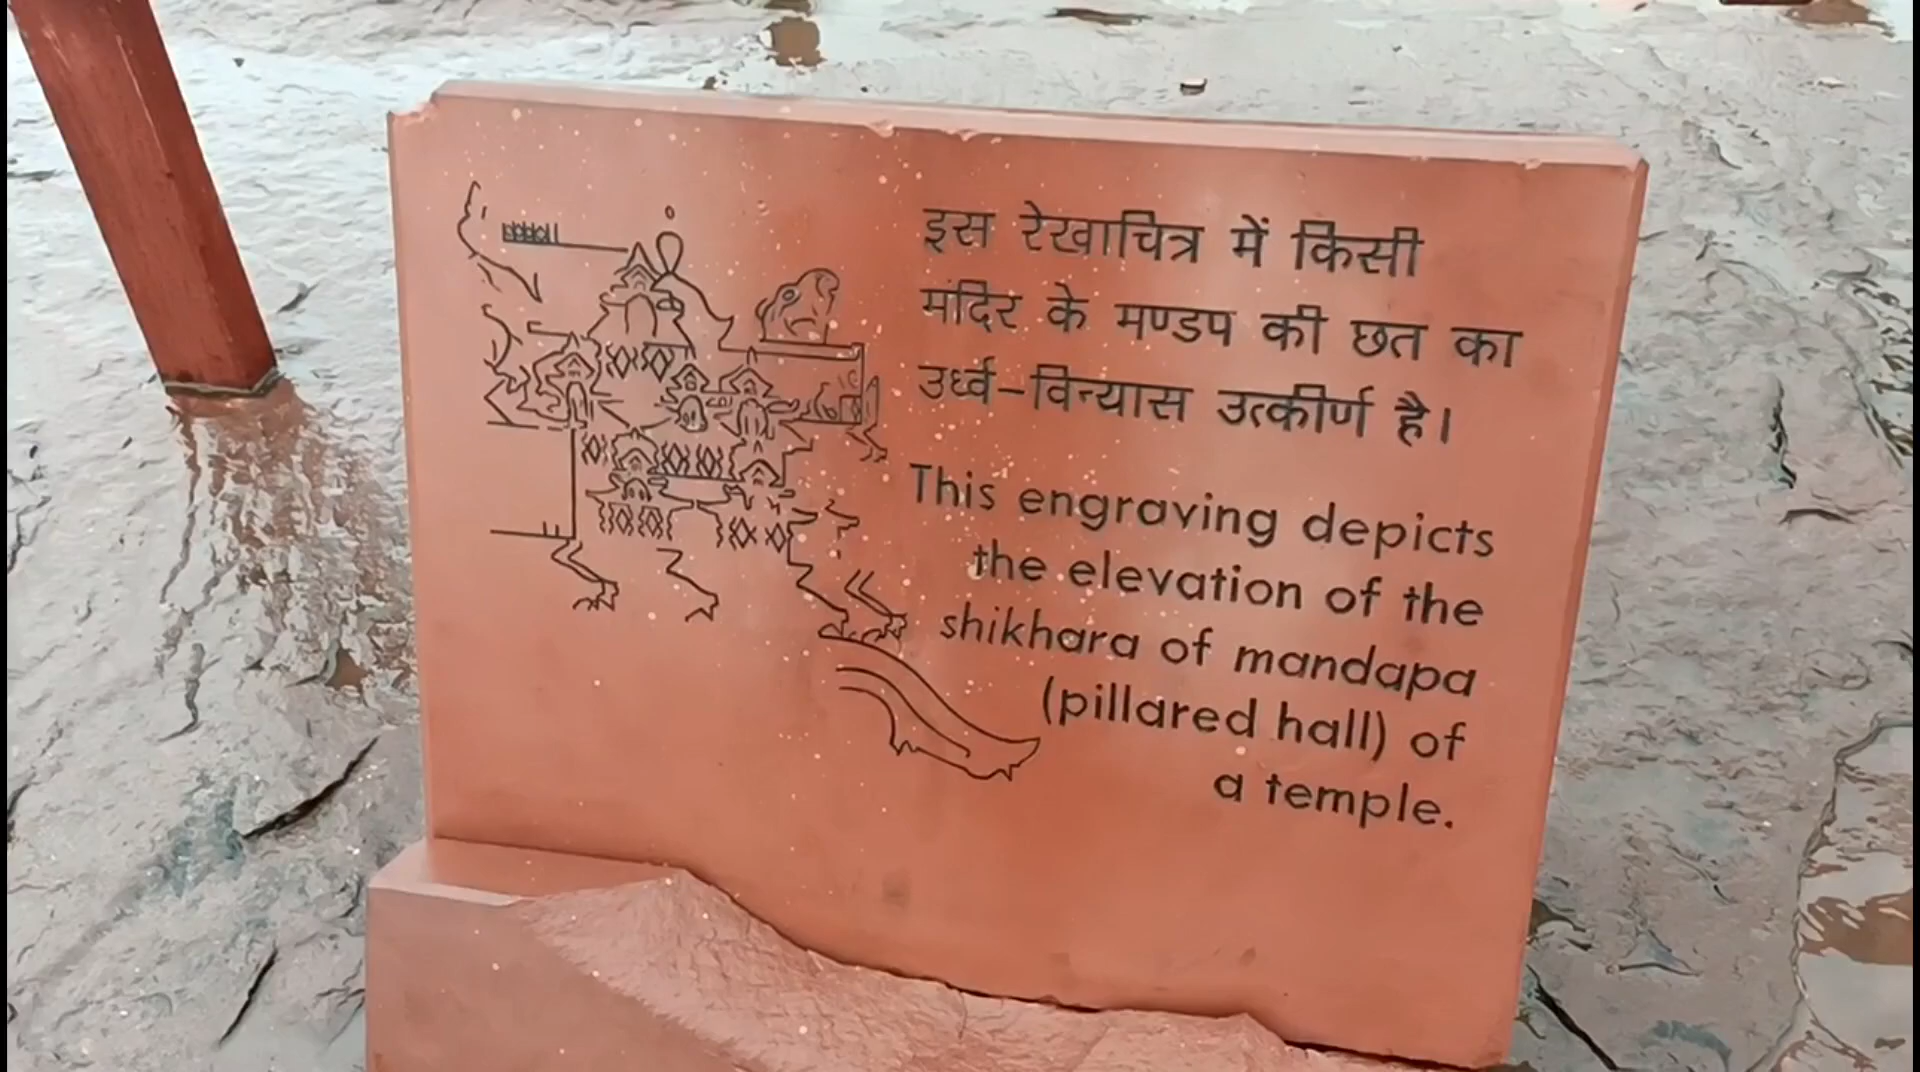 इस रेखाचित्र में किसी
मंदिर के मण्डप की छत का
उर्ध्व–विन्यास उत्कीर्ण है।
This engraving depicts
the elevation of the
shikhara of mandapa
(pillared hall) of
a temple.